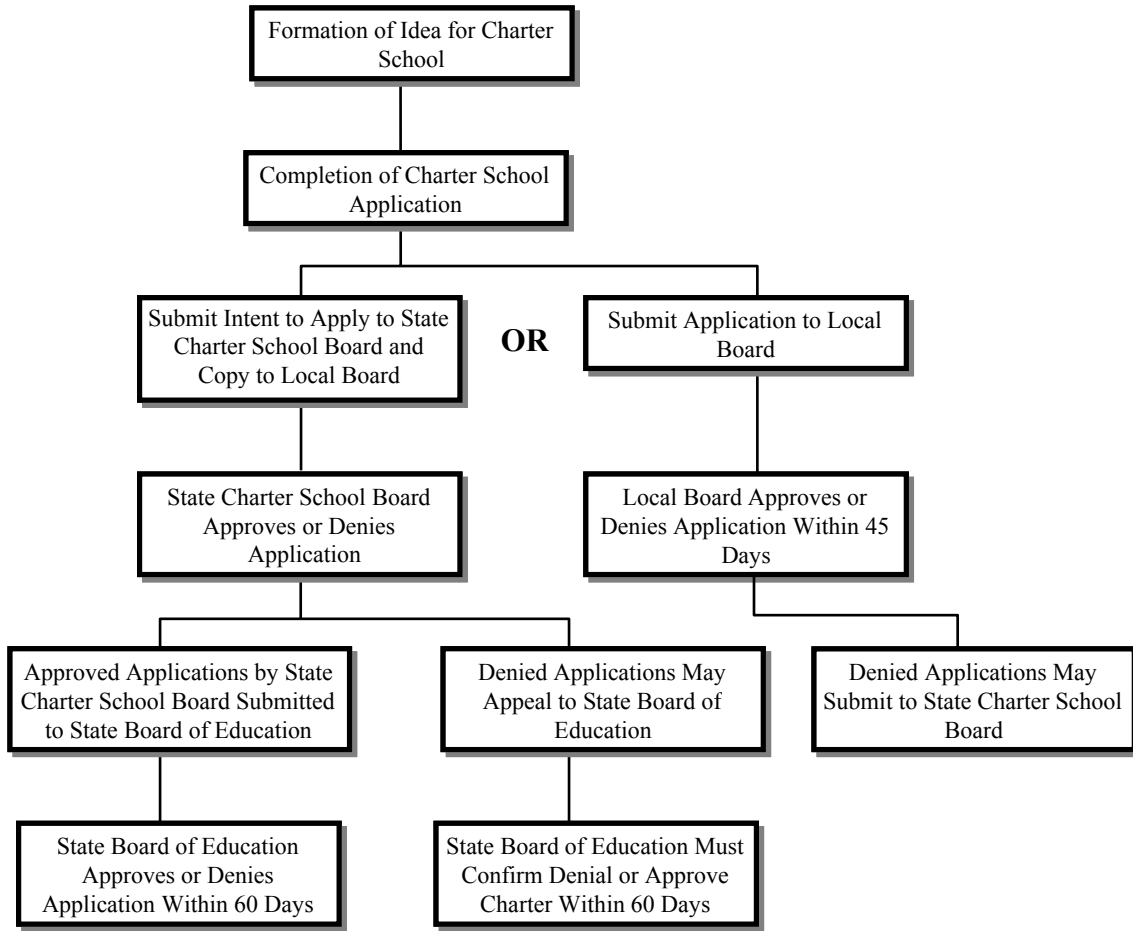 Formation of Idea for Charter
School
Completion of Charter School
Application
Submit Intent to Apply to State
Charter School Board and
Copy to Local Board
OR
Submit Application to Local
Board
State Charter School Board
Approves or Denies
Application
Local Board Approves or
Denies Application Within 45
Days
Approved Applications by State
Charter School Board Submitted
to State Board of Education
Denied Applications May
Appeal to State Board of
Education
Denied Applications May
Submit to State Charter School
Board
State Board of Education
Approves or Denies
Application Within 60 Days
State Board of Education Must
Confirm Denial or Approve
Charter Within 60 Days